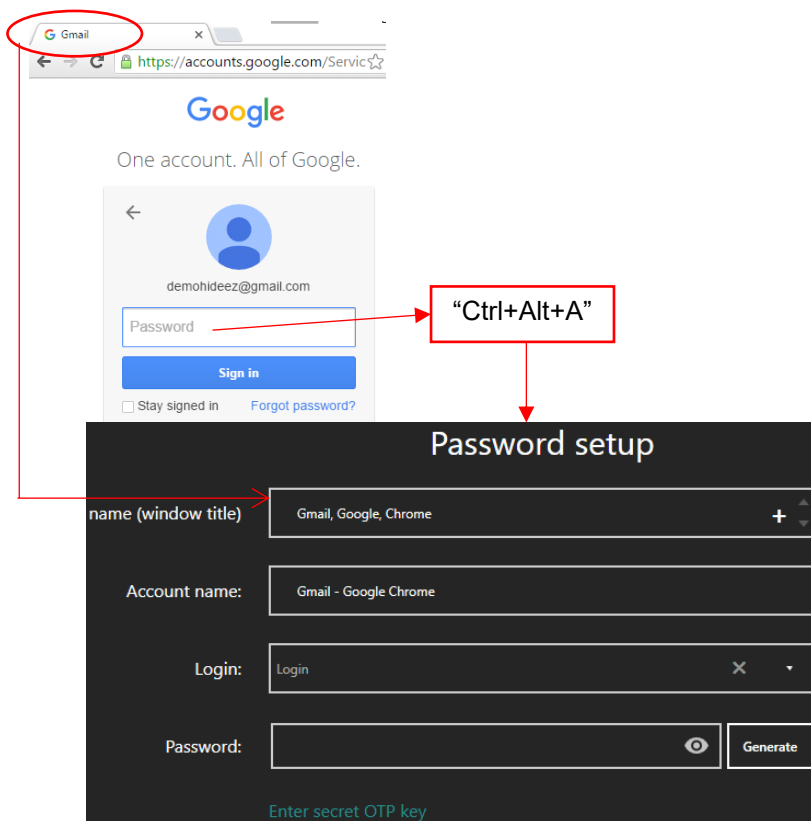 Gmail
https://accounts.google.com/Servic
Google
One account. All of Google.
demohideez@gmail.com
Password
“Ctrl+Alt+A”
Sign in
Stay signed in Forgot password?
Password setup
name (window title) Gmail, Google, Chrome
Account name: Gmail - Google Chrome
Login: Login
Password: Generate
Enter secret OTP key